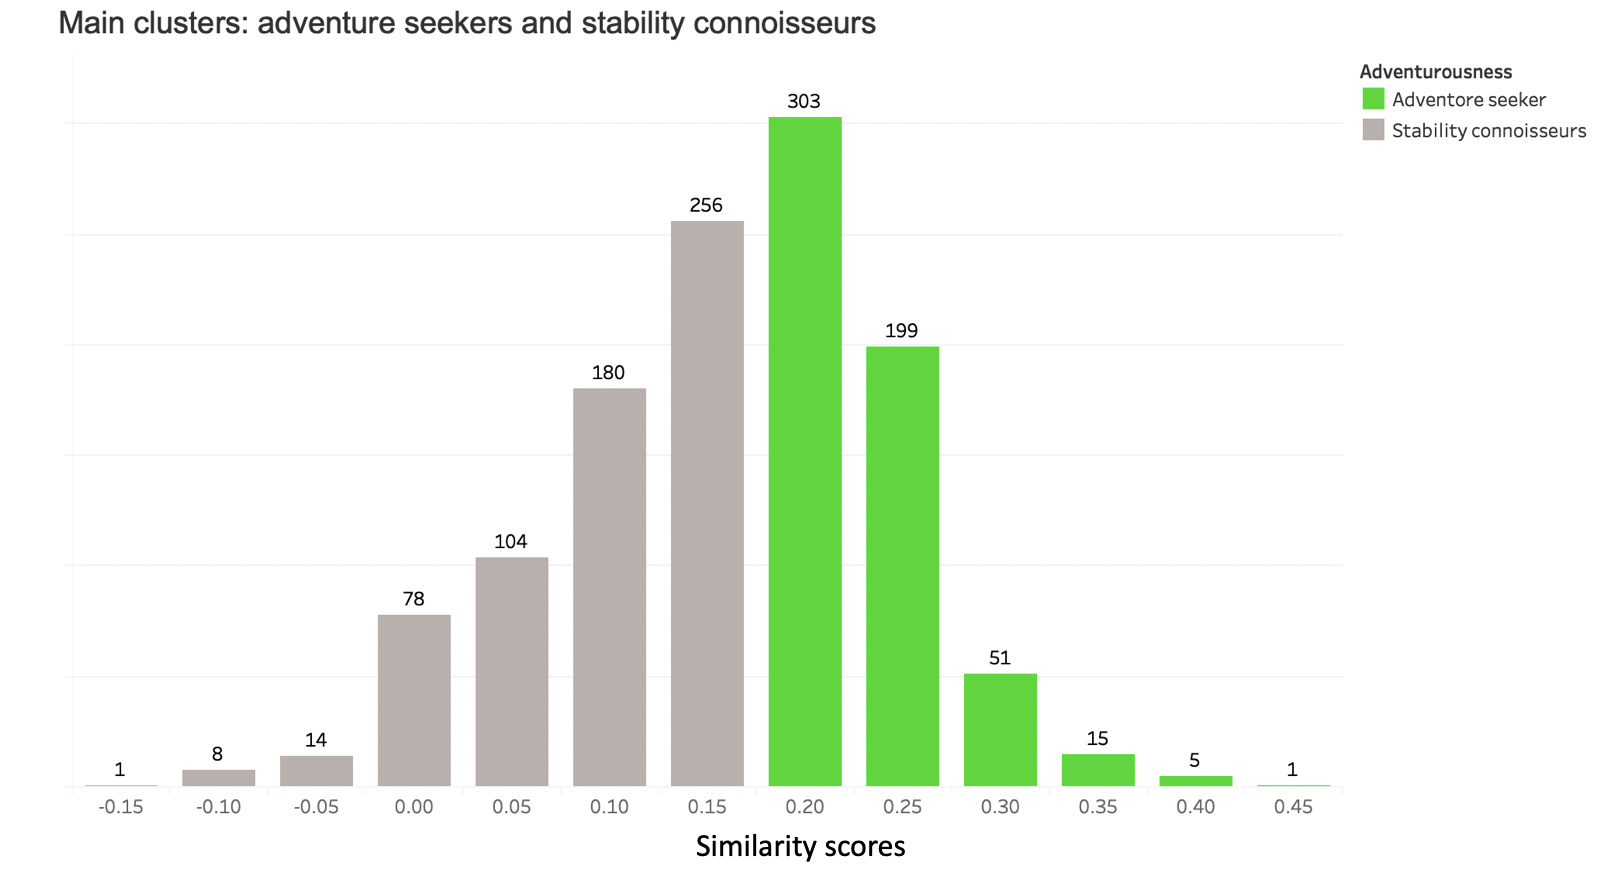 Main clusters: adventure seekers and stability connoisseurs
Adventurousness
Adventore seeker
Stability connoisseurs
303
256
199
180
104
78
51
15
14
8
5
1
1
-0.15 -0.10 -0.05 0.00 0.05 0.10 0.15 0.20 0.25 0.30 0.35 0.40 0.45
Similarity scores